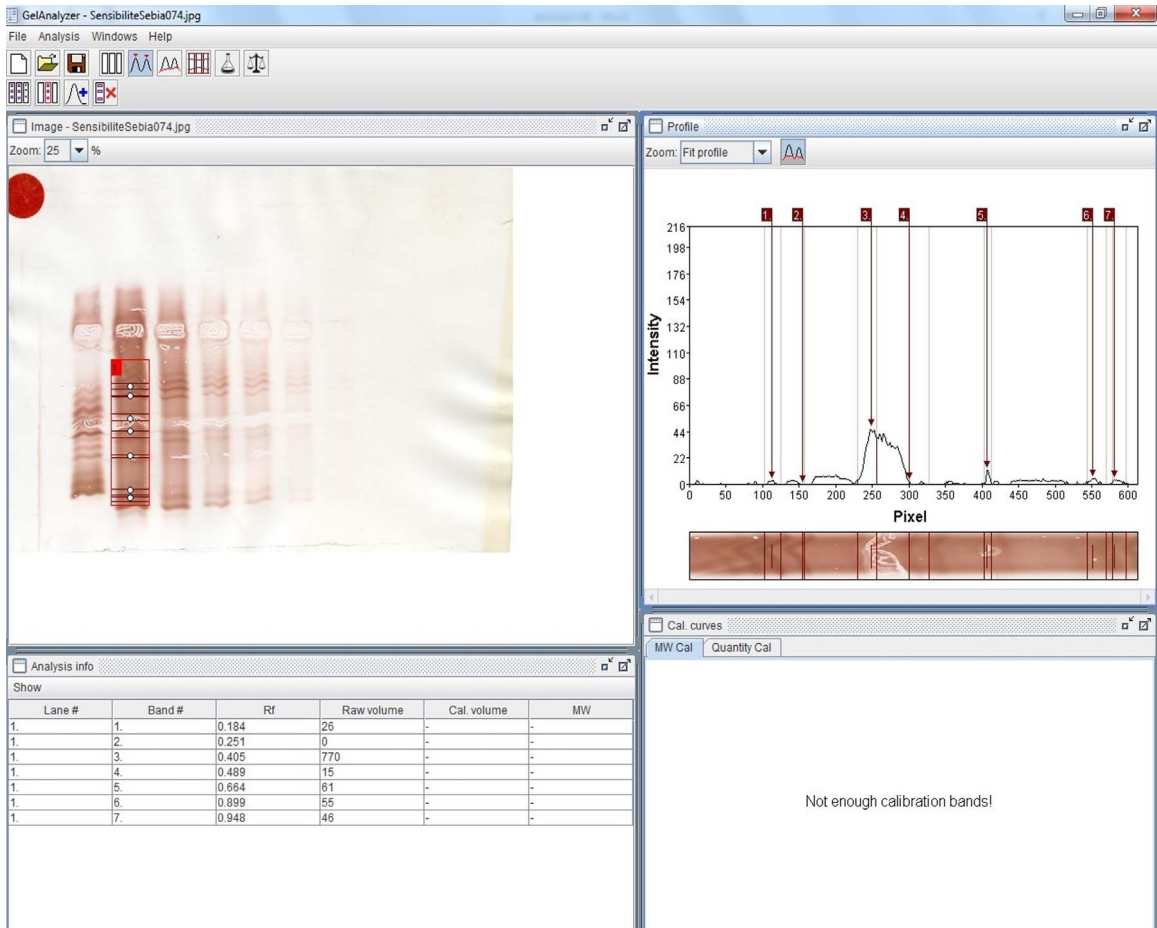 GelAnalyzer - SensibiliteSebia074.jpg
File Analysis Windows Help
Image - SensibiliteSebia074.jpg
Zoom: 25 %
1
Profile
Zoom: Fit profile
1. 2. 3. 4. 5. 6. 7.
216
198
176
154
132
110
88
66
44
22
0
Intensity
0 50 100 150 200 250 300 350 400 450 500 550 600
Pixel
Analysis info
Show
Lane # Band # Rf Raw volume Cal. volume MW
1. 1. 0.184 26 - -
1. 2. 0.251 0 - -
1. 3. 0.405 770 - -
1. 4. 0.489 15 - -
1. 5. 0.664 61 - -
1. 6. 0.899 55 - -
1. 7. 0.948 46 - -
Cal. curves
MW Cal Quantity Cal
Not enough calibration bands!